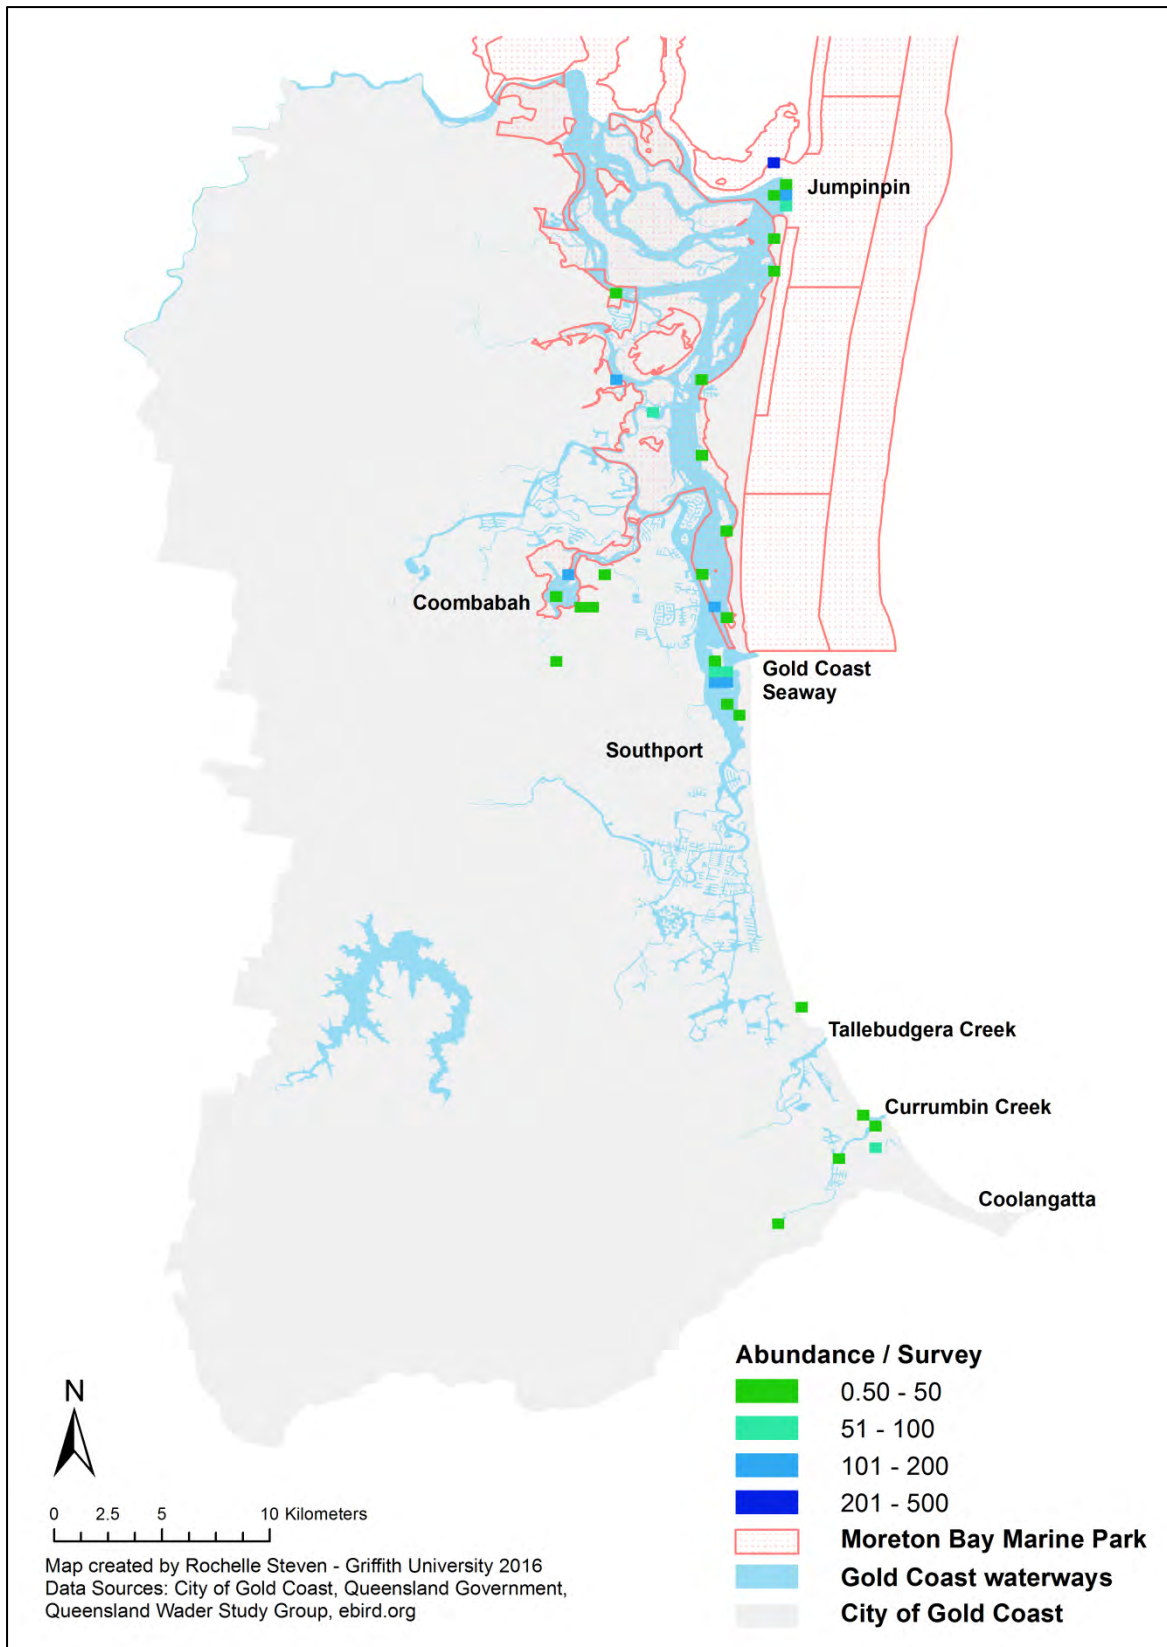 Jumpinpin
Coombabah
Gold Coast
Seaway
Southport
Tallebudgera Creek
Currumbin Creek
Coolangatta
Abundance / Survey
0.50 - 50
51 - 100
101 - 200
201 - 500
Moreton Bay Marine Park
Gold Coast waterways
City of Gold Coast
N
0 2.5 5 10 Kilometers
Map created by Rochelle Steven - Griffith University 2016
Data Sources: City of Gold Coast, Queensland Government,
Queensland Wader Study Group, ebird.org